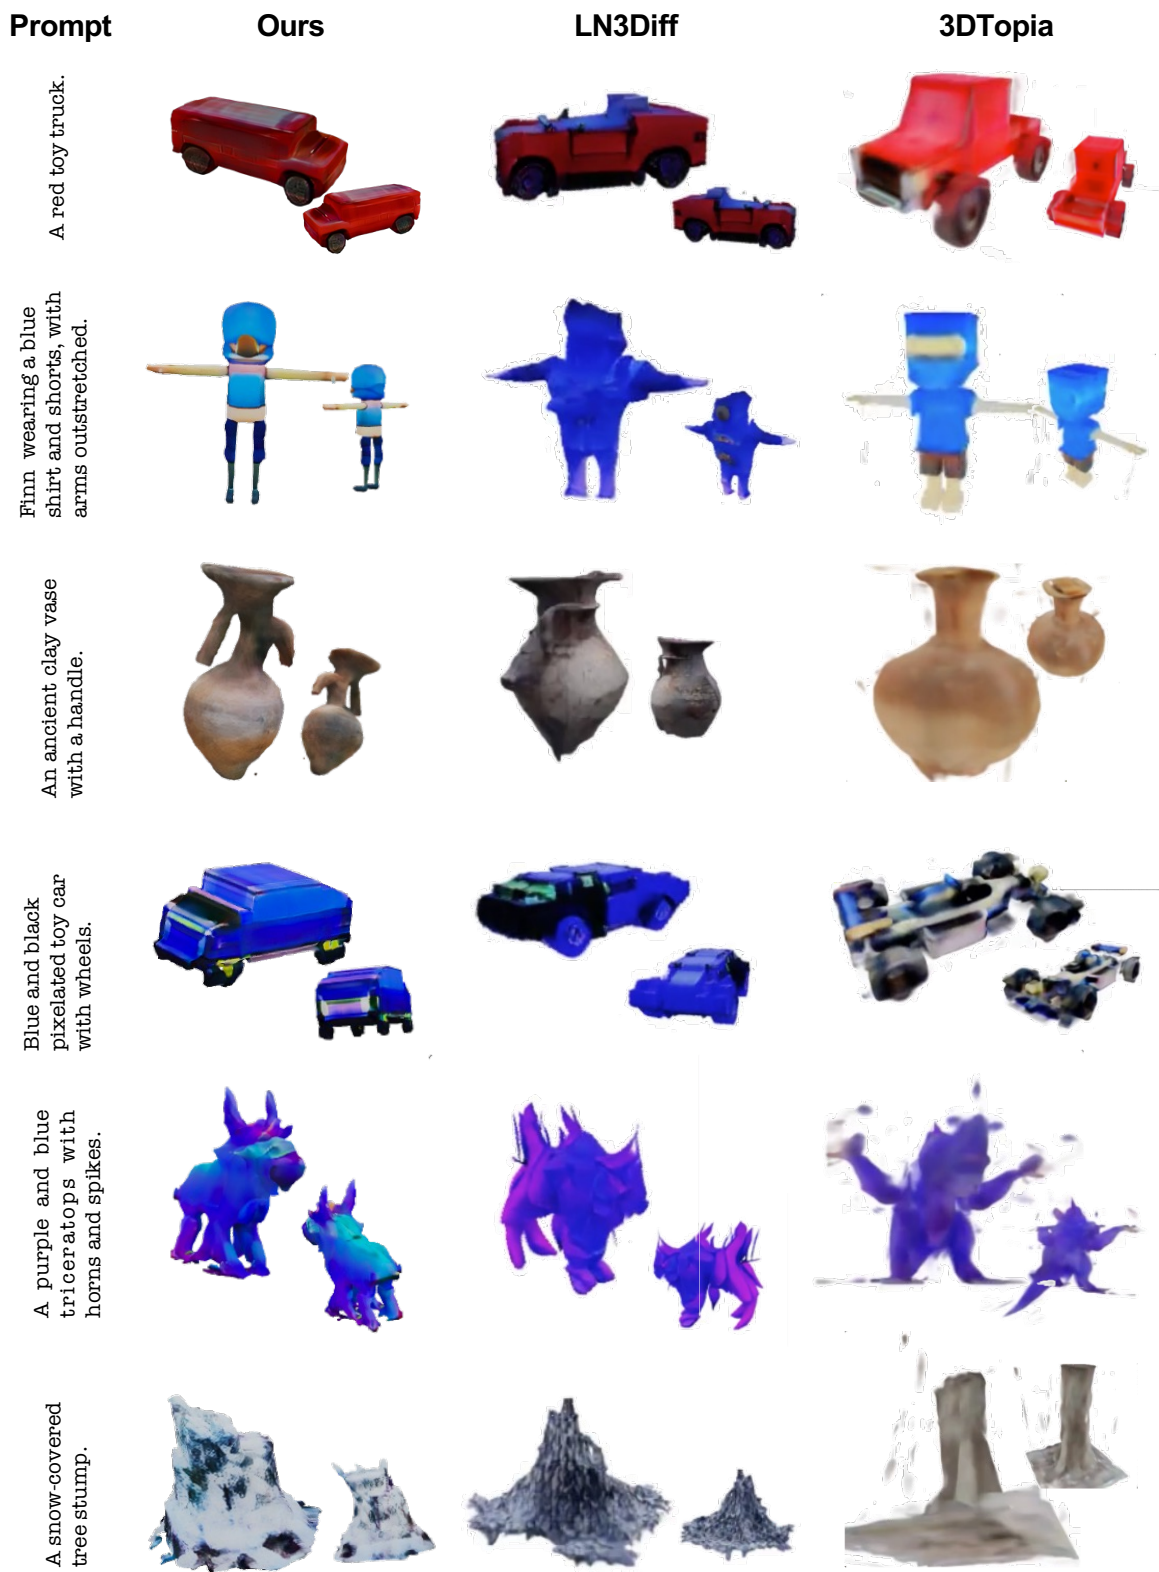 Prompt
Ours
LN3Diff
3DTopia
A red toy truck.
Finn wearing a blue
shirt and shorts, with
arms outstretched.
An ancient clay vase
with a handle.
Blue and black
pixelated toy car
with wheels.
A purple and blue
triceratops with
horns and spikes.
A snow-covered
tree stump.